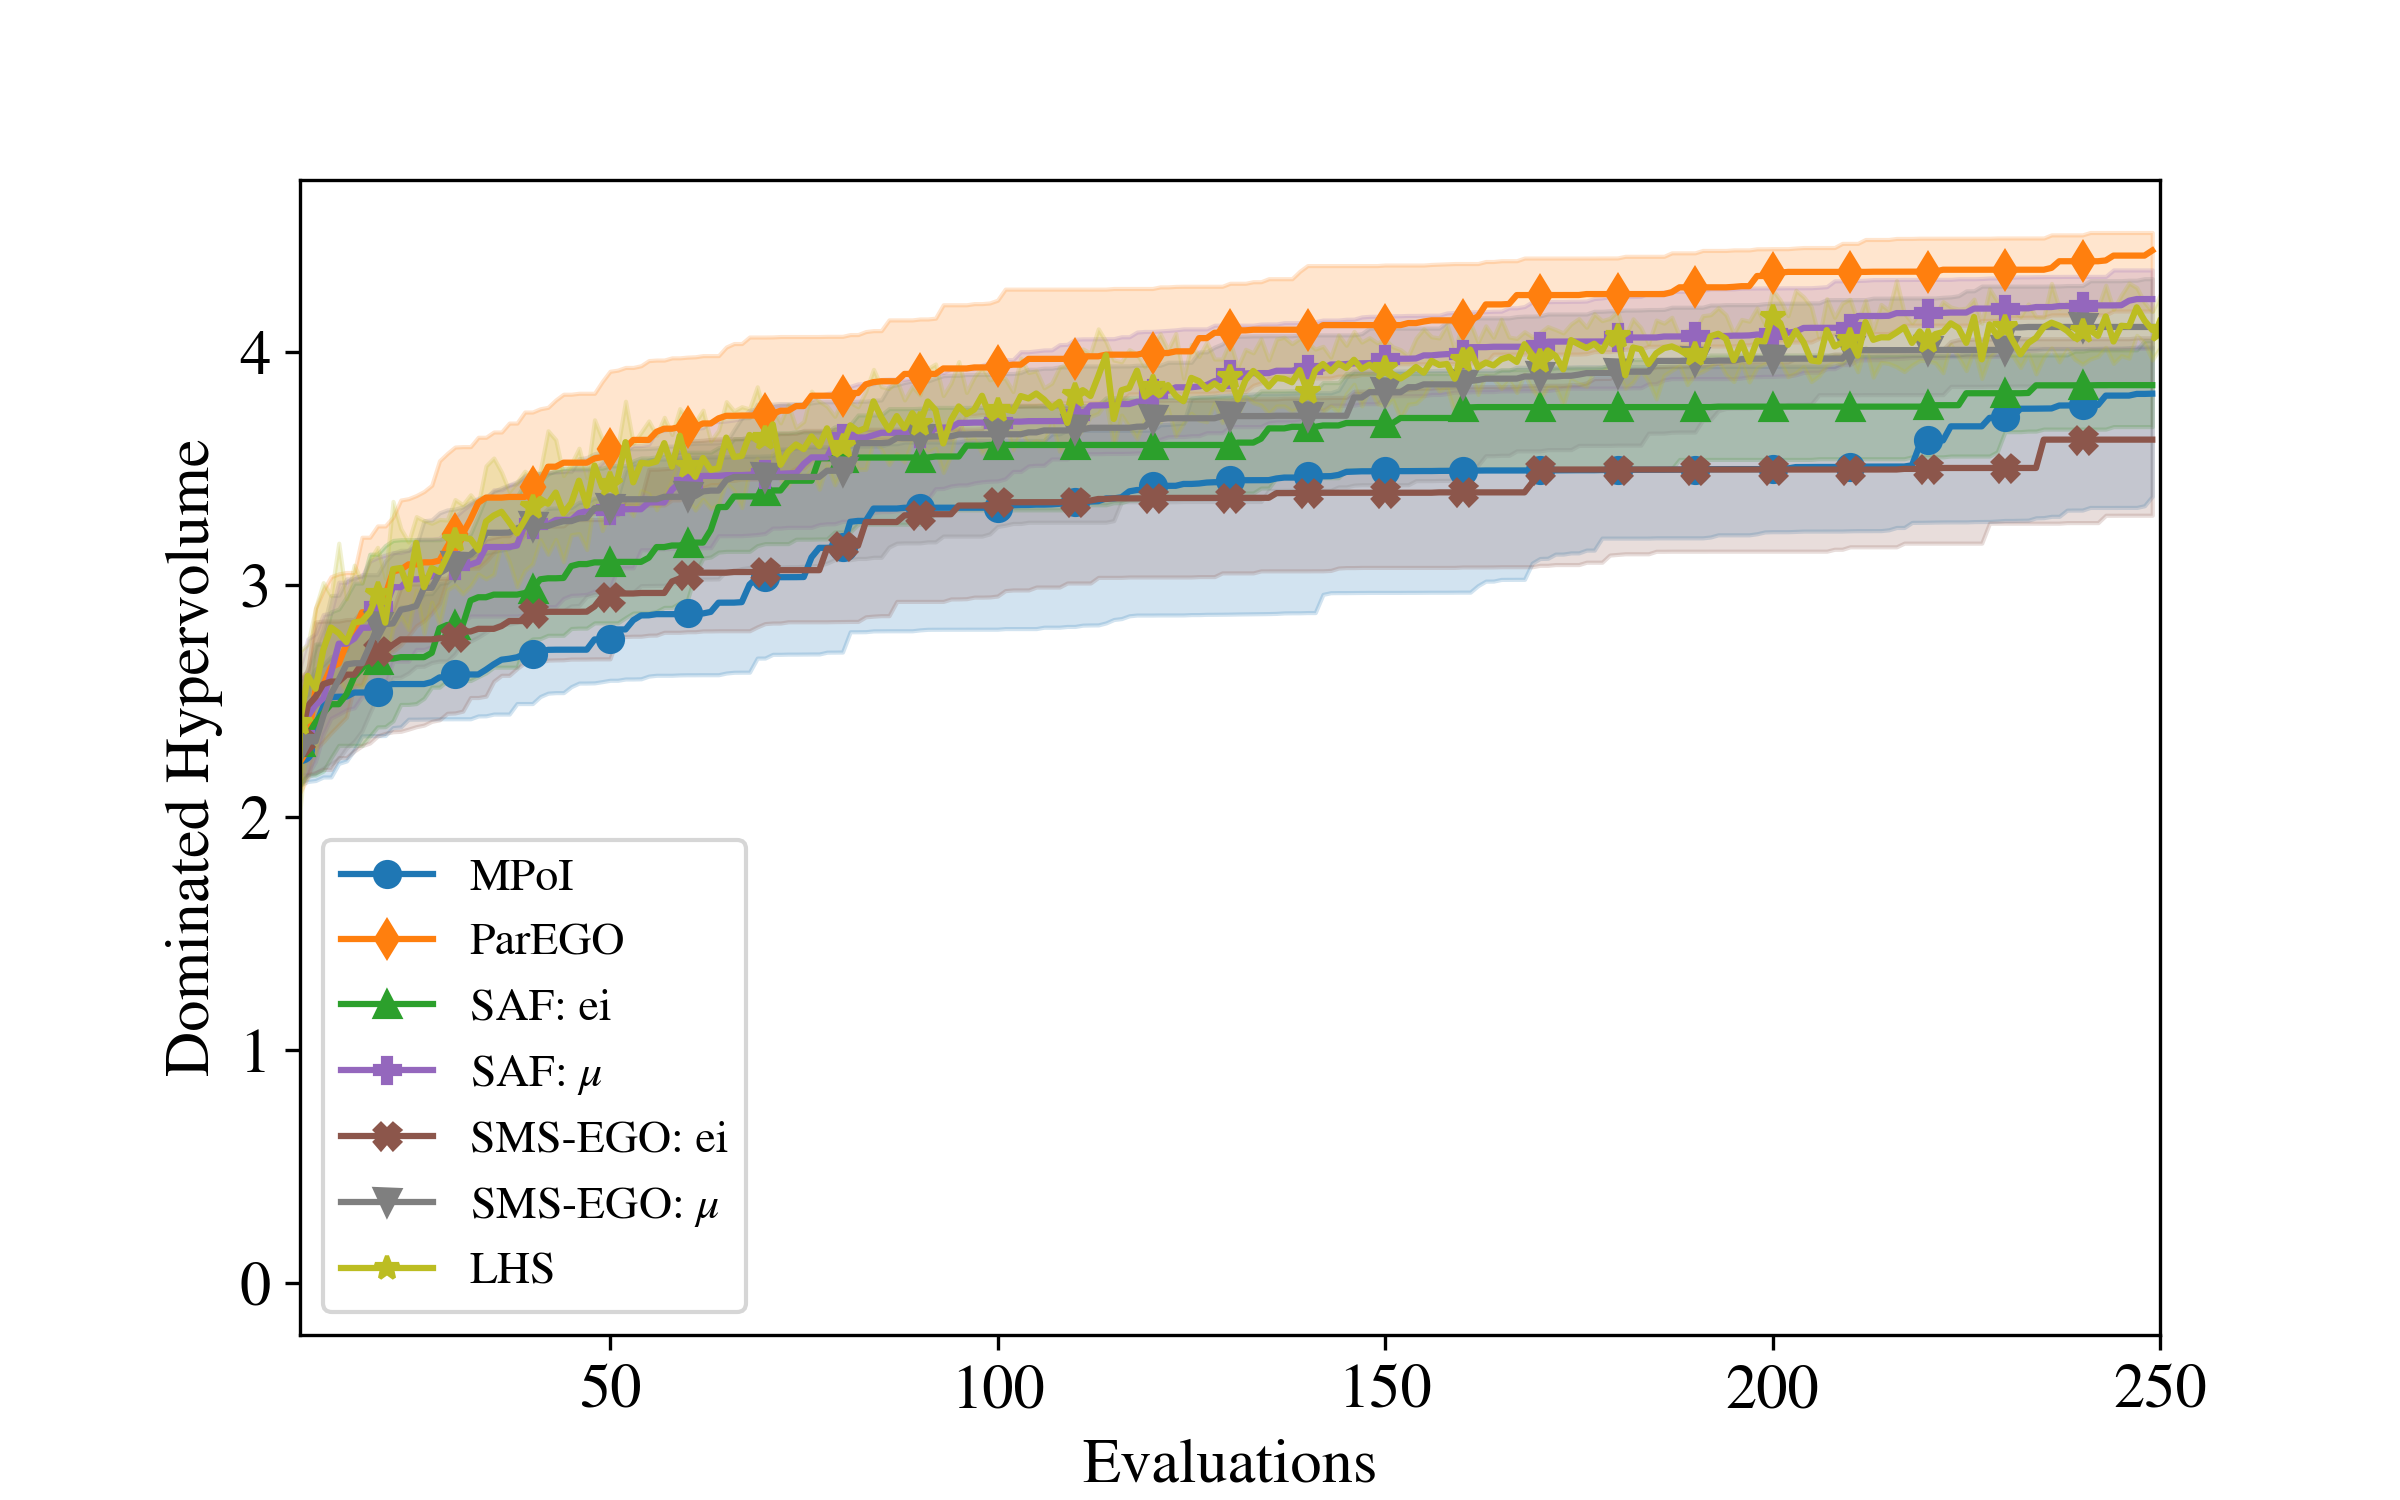 Dominated Hypervolume
4
3
2
1
0
MPoI
ParEGO
SAF: ei
SAF: μ
SMS-EGO: ei
SMS-EGO: μ
LHS
50 100 150 200 250
Evaluations